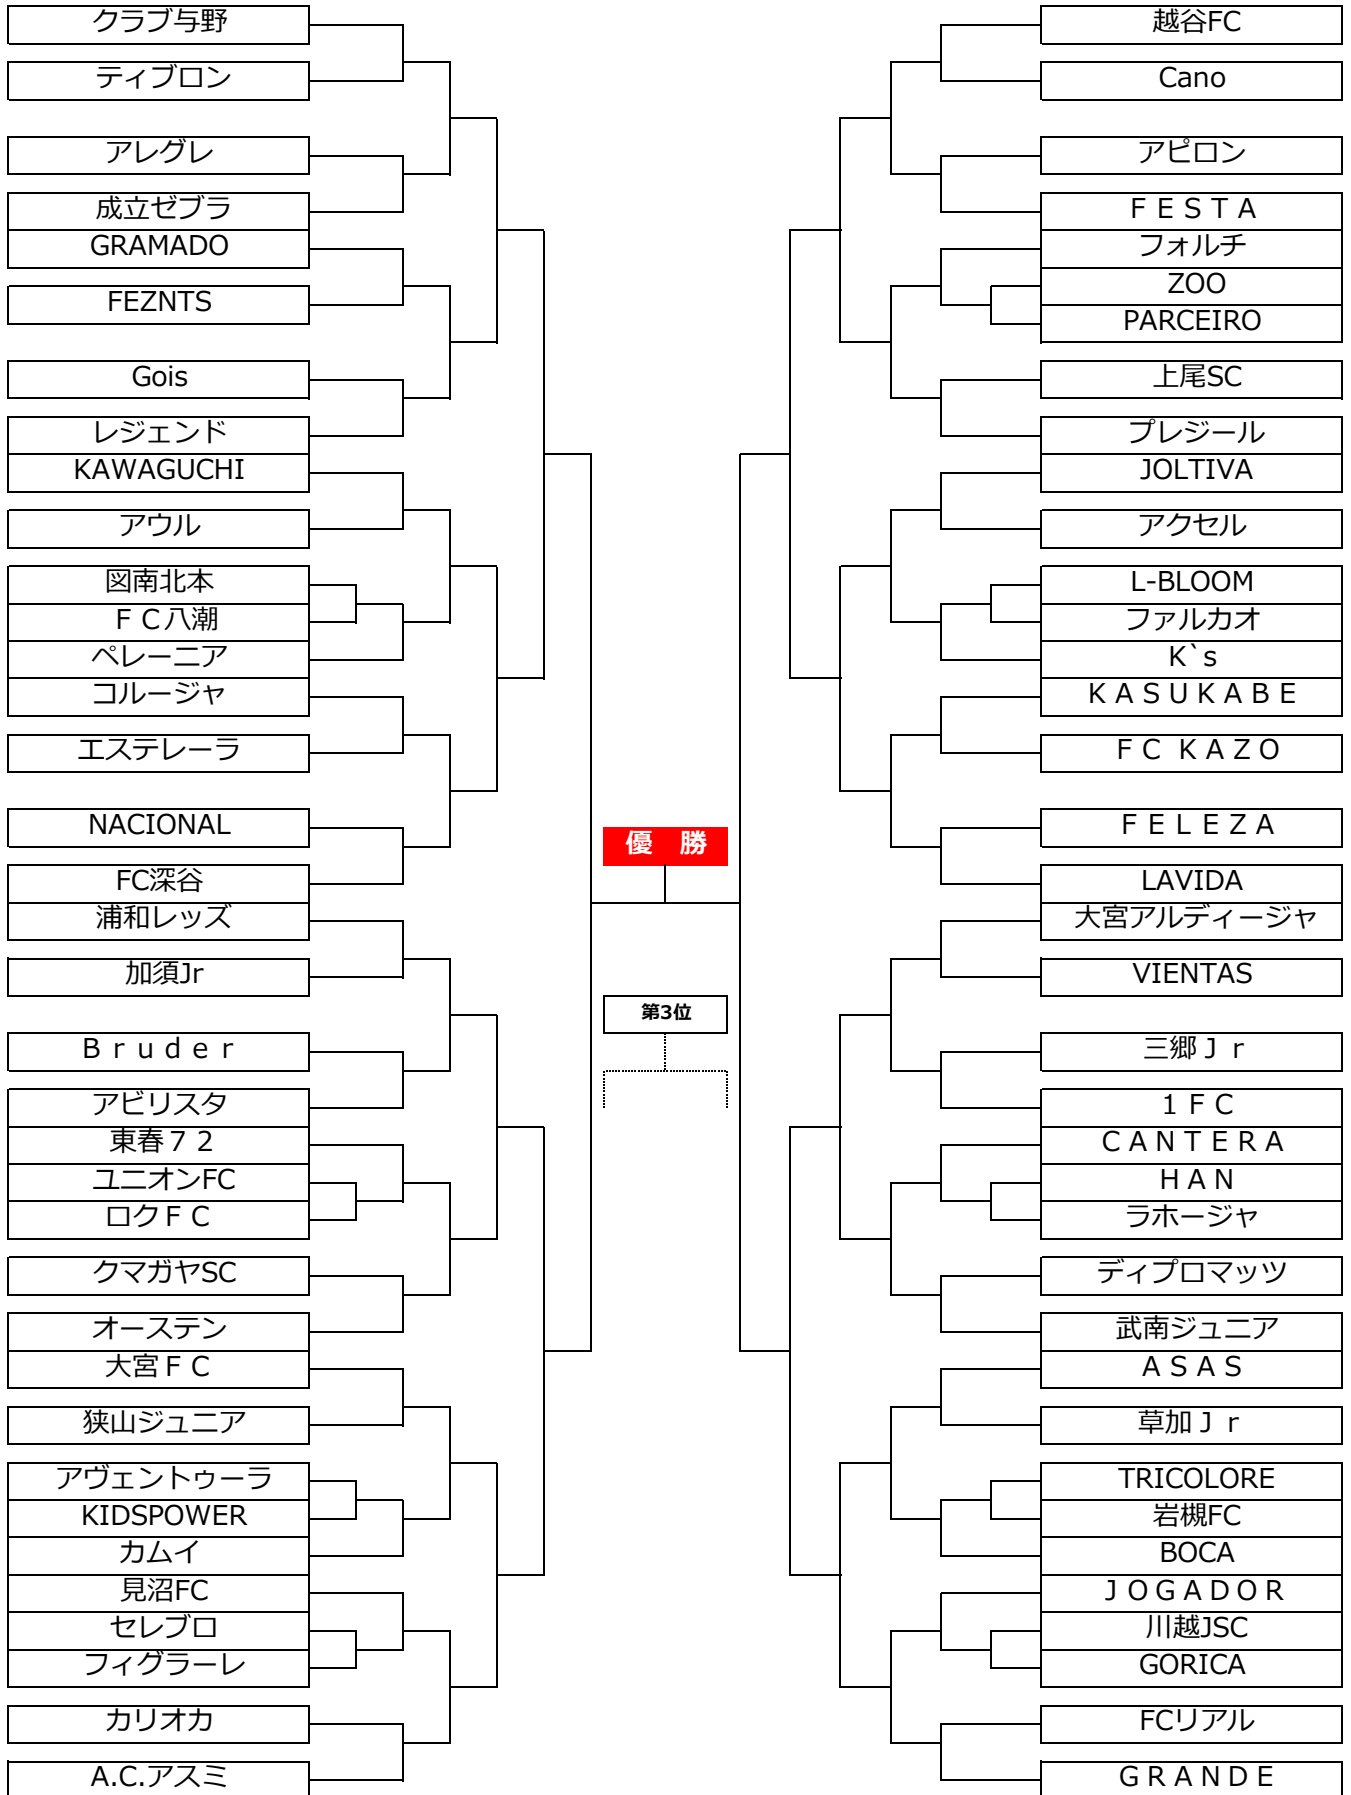 クラブ与野
ティブロン
アレグレ
成立ゼブラ
GRAMADO
FEZNTS
Gois
レジェンド
KAWAGUCHI
アウル
図南北本
ＦＣ八潮
ペレーニア
コルージャ
エステレーラ
NACIONAL
FC深谷
浦和レッズ
加須Jr
Ｂｒｕｄｅｒ
アビリスタ
東春７２
ユニオンFC
ロクＦＣ
クマガヤSC
オーステン
大宮ＦＣ
狭山ジュニア
アヴェントゥーラ
KIDSPOWER
カムイ
見沼FC
セレブロ
フィグラーレ
カリオカ
A.C.アスミ
優　勝
第3位
越谷FC
Cano
アピロン
ＦＥＳＴＡ
フォルチ
ZOO
PARCEIRO
上尾SC
プレジール
JOLTIVA
アクセル
L-BLOOM
ファルカオ
K`s
ＫＡＳＵＫＡＢＥ
ＦＣ ＫＡＺＯ
ＦＥＬＥＺＡ
LAVIDA
大宮アルディージャ
VIENTAS
三郷Ｊｒ
１ＦＣ
ＣＡＮＴＥＲＡ
ＨＡＮ
ラホージャ
ディプロマッツ
武南ジュニア
ＡＳＡＳ
草加Ｊｒ
TRICOLORE
岩槻FC
BOCA
ＪＯＧＡＤＯＲ
川越JSC
GORICA
FCリアル
ＧＲＡＮＤＥ